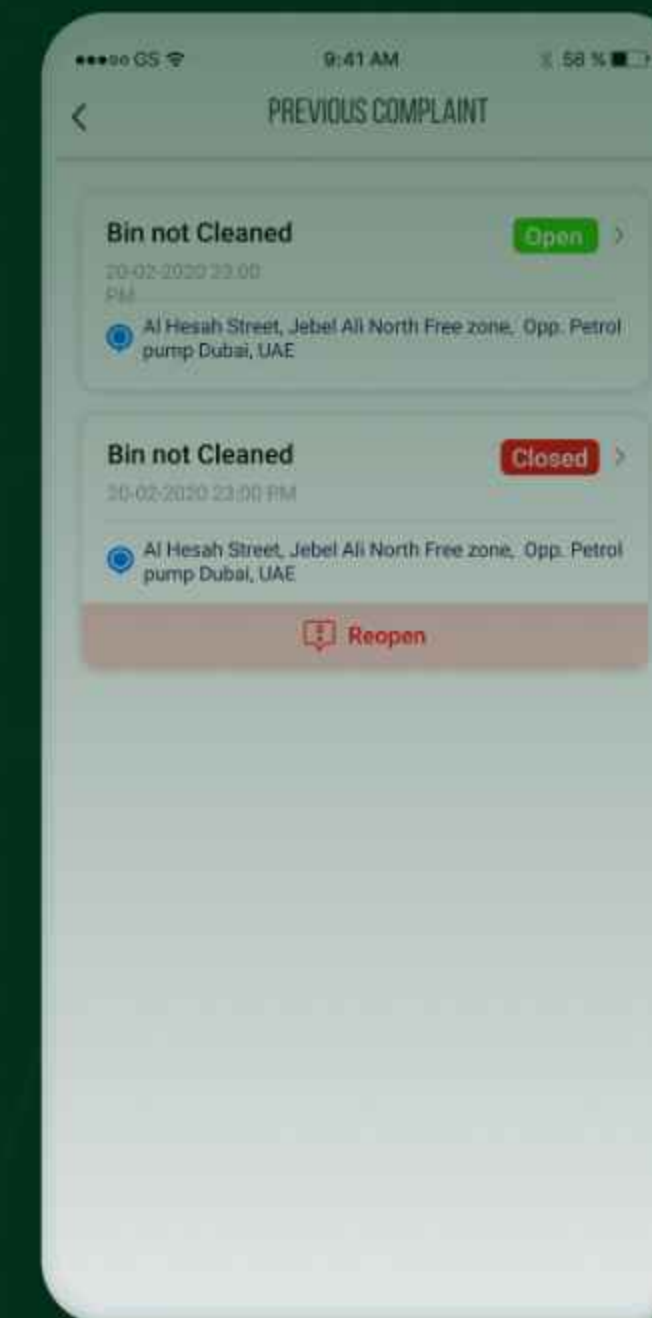 GS 9:41 AM 58 %
PREVIOUS COMPLAINT
Bin not Cleaned Open
20-02-2020 23:00
PM
Al Hesah Street, Jebel Ali North Free zone, Opp. Petrol
pump Dubai, UAE
Bin not Cleaned Closed
20-02-2020 23:00 PM
Al Hesah Street, Jebel Ali North Free zone, Opp. Petrol
pump Dubai, UAE
Reopen